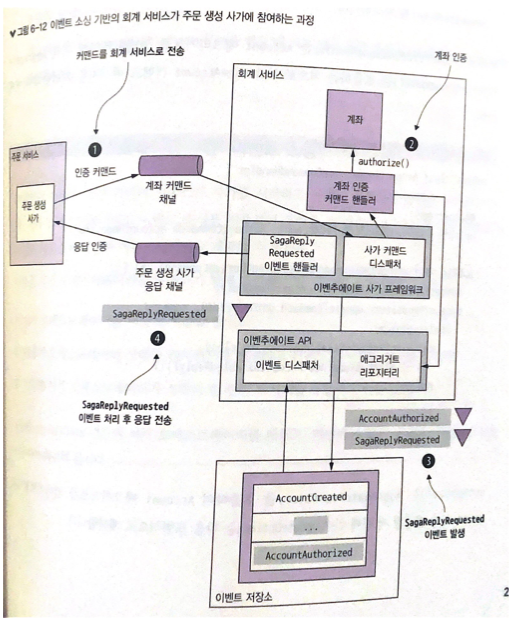 ▼ 그림 6-12 이벤트 소싱 기반의 회계 서비스가 주문 생성 사가에 참여하는 과정
커맨드를 회계 서비스로 전송
계좌 인증
회계 서비스
계좌
2
authorize()
주문 서비스
1
인증 커맨드
계좌 커맨드
채널
계좌 인증
커맨드 핸들러
주문 생성
사가
응답 인증
주문 생성 사가
응답 채널
SagaReply
Requested
이벤트 핸들러
사가 커맨드
디스패처
이벤추에이트 사가 프레임워크
SagaReplyRequested
4
이벤추에이트 API
이벤트 디스패처
애그리거트
리포지터리
SagaReplyRequested
이벤트 처리 후 응답 전송
AccountAuthorized
SagaReplyRequested
3
AccountCreated
...
AccountAuthorized
SagaReplyRequested
이벤트 발생
이벤트 저장소
2